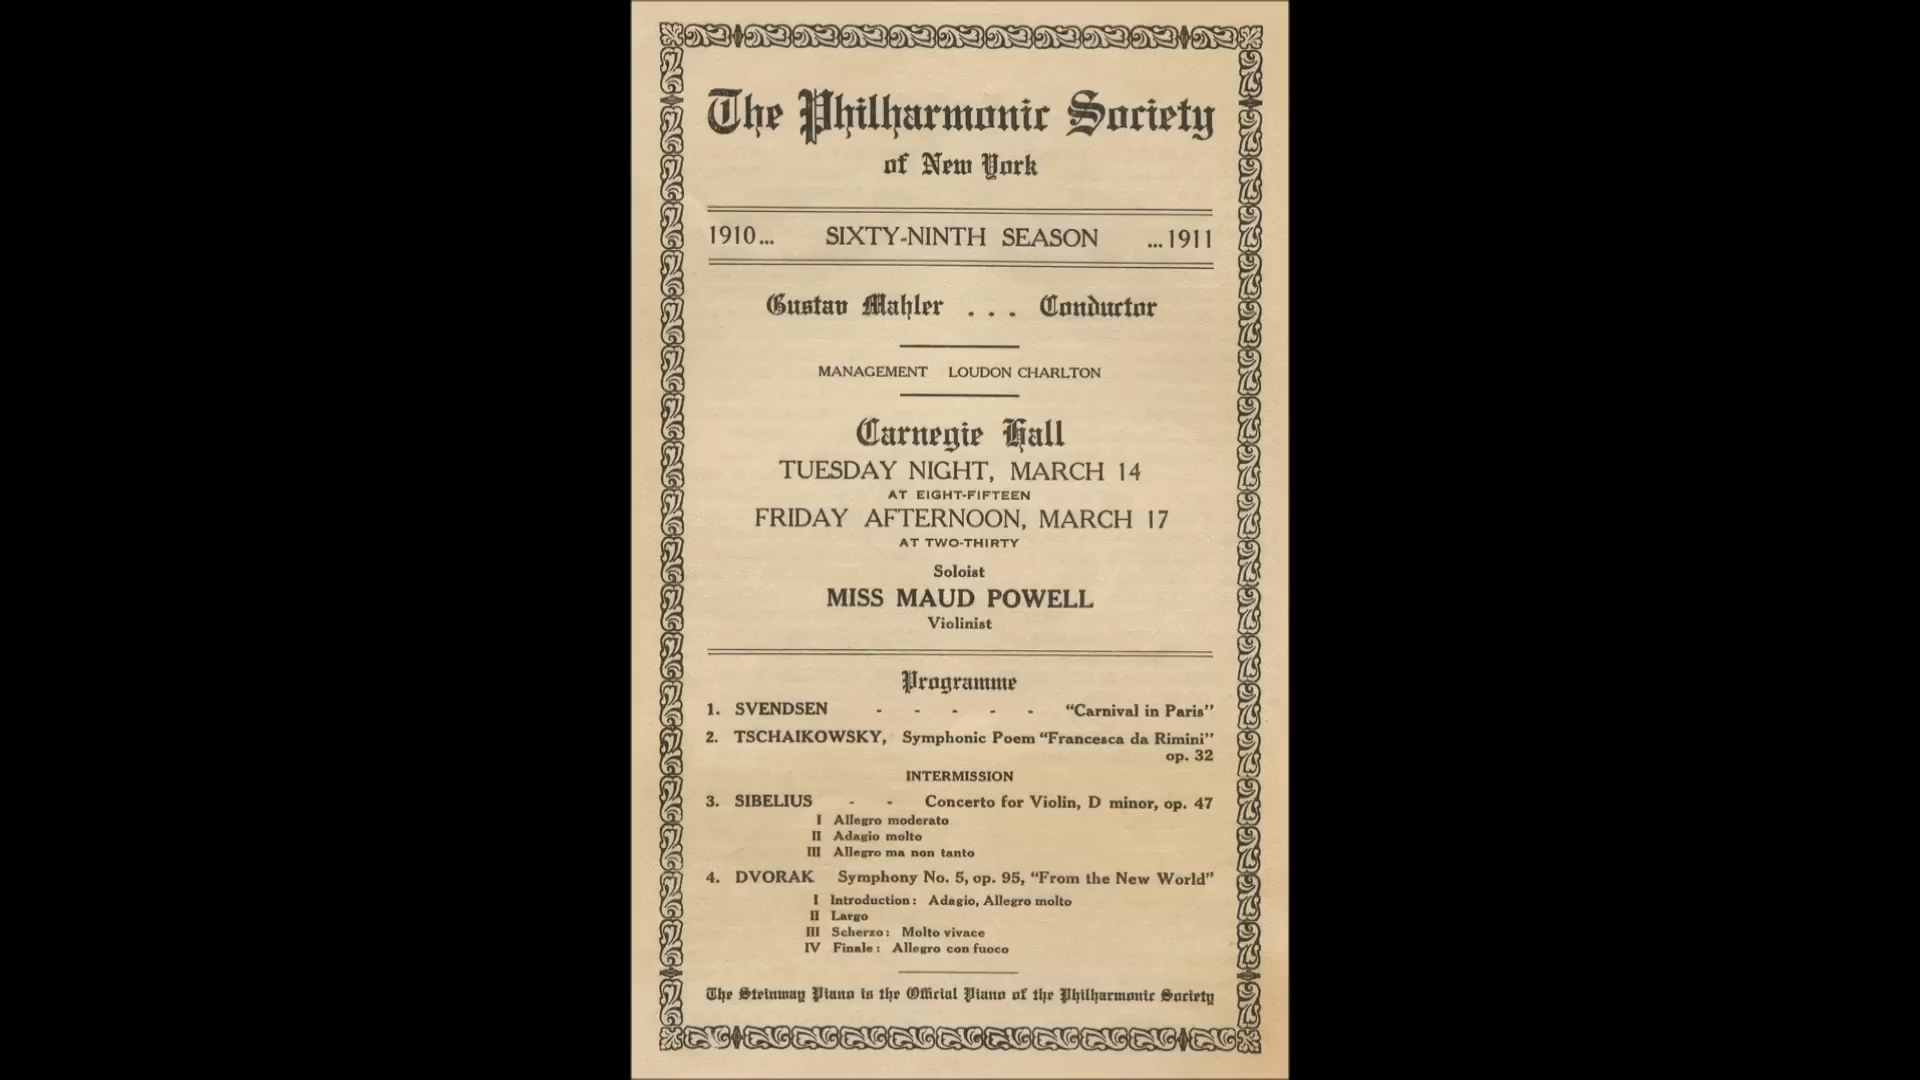 The Philharmonic Society
of New York
1910... SIXTY-NINTH SEASON ...1911
Gustav Mahler . . . Conductor
MANAGEMENT LOUDON CHARLTON
Carnegie Hall
TUESDAY NIGHT, MARCH 14
AT EIGHT-FIFTEEN
FRIDAY AFTERNOON, MARCH 17
AT TWO-THIRTY
Soloist
MISS MAUD POWELL
Violinist
Programme
1. SVENDSEN - - - - - "Carnival in Paris"
2. TSCHAIKOWSKY, Symphonic Poem "Francesca da Rimini"
op. 32
INTERMISSION
3. SIBELIUS - - Concerto for Violin, D minor, op. 47
I Allegro moderato
II Adagio molto
III Allegro ma non tanto
4. DVORAK Symphony No. 5, op. 95, "From the New World"
I Introduction: Adagio, Allegro molto
II Largo
III Scherzo: Molto vivace
IV Finale: Allegro con fuoco
The Steinway Piano is the Official Piano of the Philharmonic Society